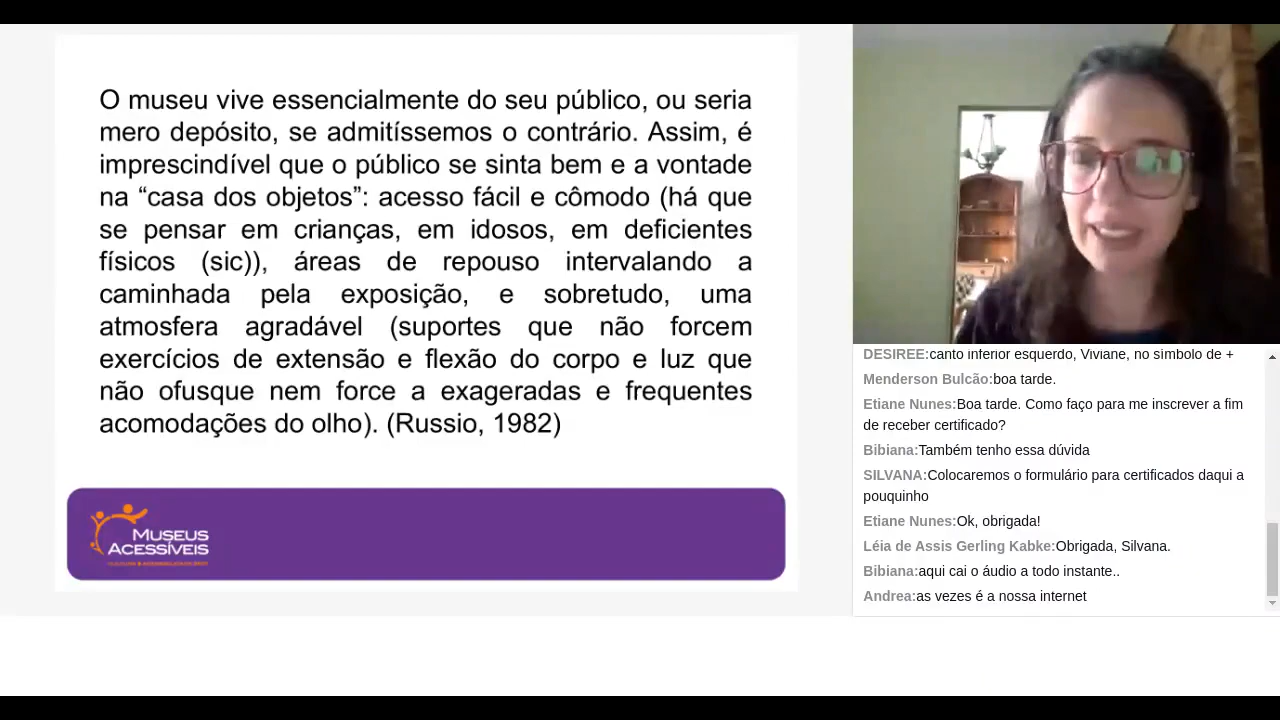 O museu vive essencialmente do seu público, ou seria
mero depósito, se admitíssemos o contrário. Assim, é
imprescindível que o público se sinta bem e a vontade
na “casa dos objetos”: acesso fácil e cômodo (há que
se pensar em crianças, em idosos, em deficientes
físicos (sic)), áreas de repouso intervalando a
caminhada pela exposição, e sobretudo, uma
atmosfera agradável (suportes que não forcem
exercícios de extensão e flexão do corpo e luz que
não ofusque nem force a exageradas e frequentes
acomodações do olho). (Russio, 1982)
MUSEUS
ACESSÍVEIS
DESIREE:canto inferior esquerdo, Viviane, no símbolo de +
Menderson Bulcão:boa tarde.
Etiane Nunes:Boa tarde. Como faço para me inscrever a fim
de receber certificado?
Bibiana:Também tenho essa dúvida
SILVANA:Colocaremos o formulário para certificados daqui a
pouquinho
Etiane Nunes:Ok, obrigada!
Léia de Assis Gerling Kabke:Obrigada, Silvana.
Bibiana:aqui cai o áudio a todo instante..
Andrea:as vezes é a nossa internet